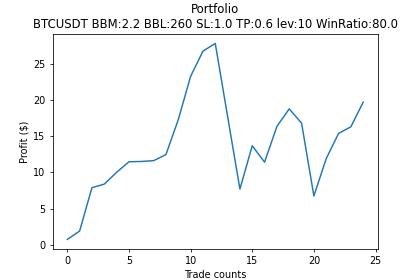 Portfolio
BTCUSDT BBM:2.2 BBL:260 SL:1.0 TP:0.6 lev:10 WinRatio:80.0
25
20
15
10
5
0
Profit ($)
0 5 10 15 20 25
Trade counts